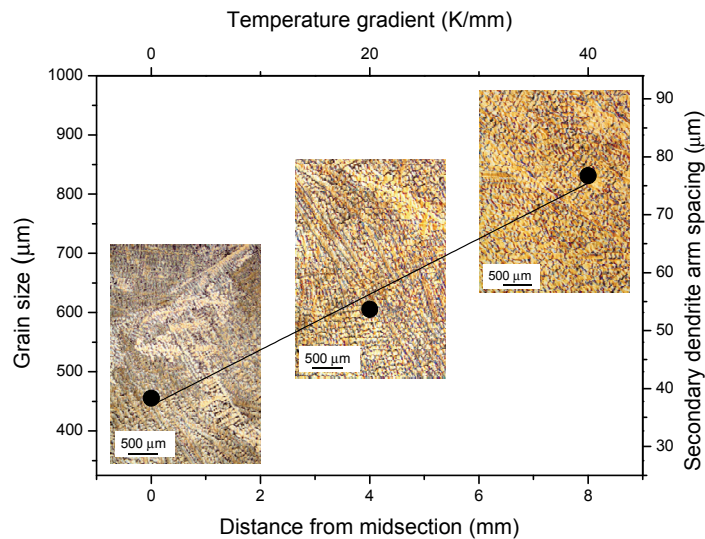 Temperature gradient (K/mm)
0 20 40
1000
900
800
700
600
500
400
Grain size (μm)
500 μm
500 μm
500 μm
90
80
70
60
50
40
30
Secondary dendrite arm spacing (μm)
0 2 4 6 8
Distance from midsection (mm)